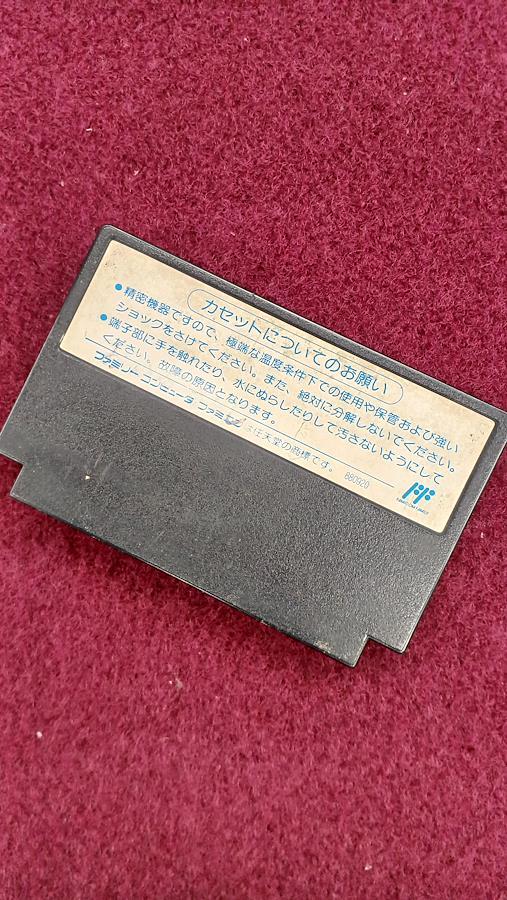 カセットについてのお願い
●精密機器ですので、極端な温度条件下での使用や保管および強い
ショックをさけてください。また、絶対に分解しないでください。
●端子部に手を触れたり、水にぬらしたりして汚さないようにして
ください。故障の原因となります。
ファミリーコンピュータ ファミ は任天堂の商標です。 880920
FAMICOM FAMILY